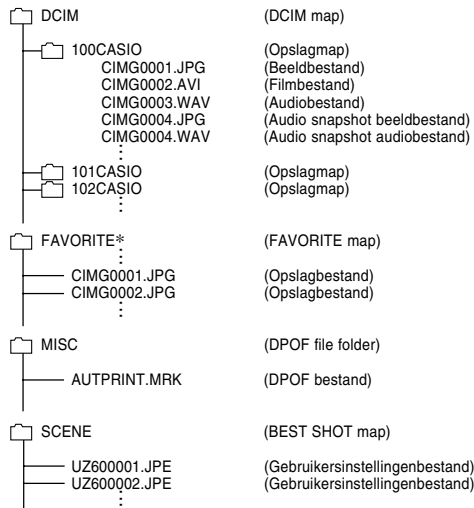 DCIM (DCIM map)
100CASIO (Opslagmap)
CIMG0001.JPG (Beeldbestand)
CIMG0002.AVI (Filmbestand)
CIMG0003.WAV (Audiobestand)
CIMG0004.JPG (Audio snapshot beeldbestand)
CIMG0004.WAV (Audio snapshot audiobestand)
101CASIO (Opslagmap)
102CASIO (Opslagmap)
FAVORITE* (FAVORITE map)
CIMG0001.JPG (Opslagbestand)
CIMG0002.JPG (Opslagbestand)
MISC (DPOF file folder)
AUTPRINT.MRK (DPOF bestand)
SCENE (BEST SHOT map)
UZ600001.JPE (Gebruikersinstellingenbestand)
UZ600002.JPE (Gebruikersinstellingenbestand)